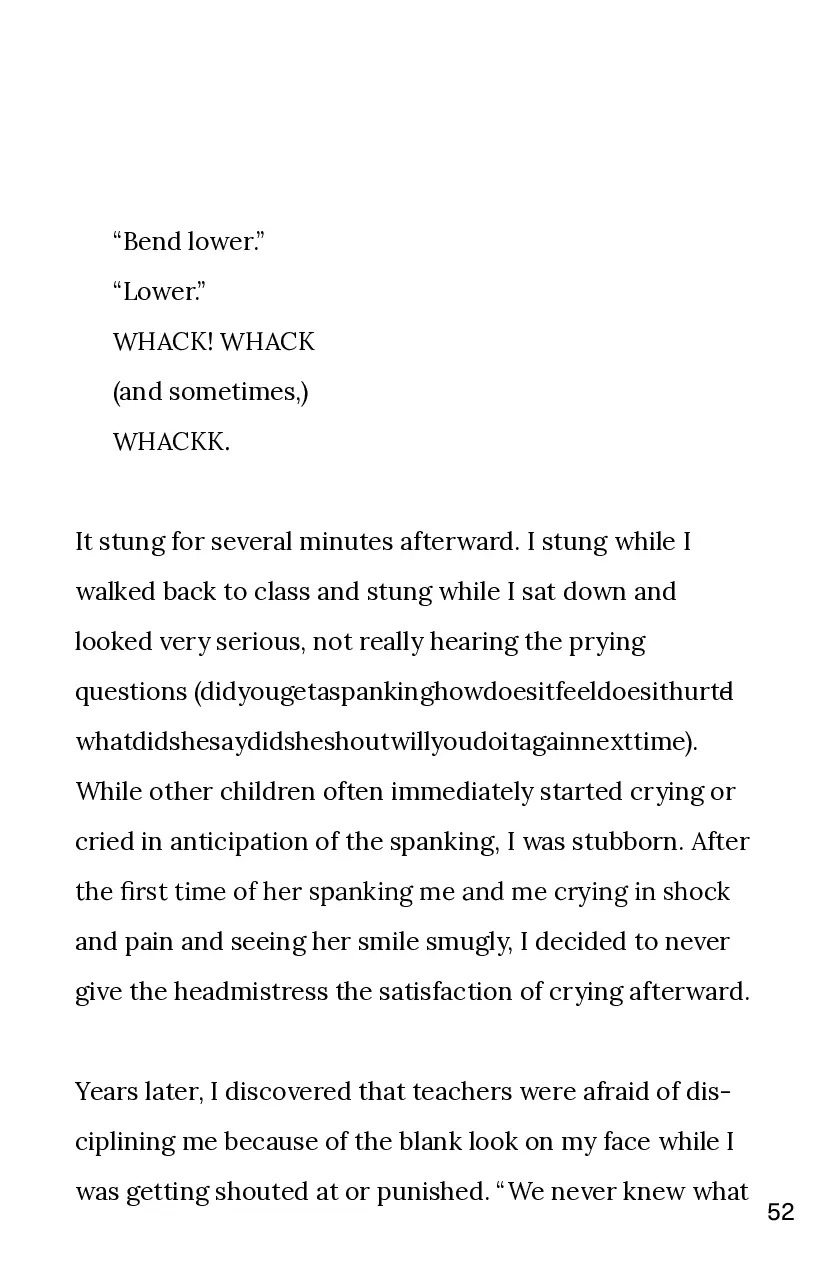 “Bend lower.”
“Lower.”
WHACK! WHACK
(and sometimes,)
WHACKK.
It stung for several minutes afterward. I stung while I
walked back to class and stung while I sat down and
looked very serious, not really hearing the prying
questions (didyougetaspankinghowdoesitfeeldoesithurtd-
whatdidshesaydidsheshoutwillyoudoitagainnexttime).
While other children often immediately started crying or
cried in anticipation of the spanking, I was stubborn. After
the first time of her spanking me and me crying in shock
and pain and seeing her smile smugly, I decided to never
give the headmistress the satisfaction of crying afterward.
Years later, I discovered that teachers were afraid of dis-
ciplining me because of the blank look on my face while I
was getting shouted at or punished. “We never knew what
52